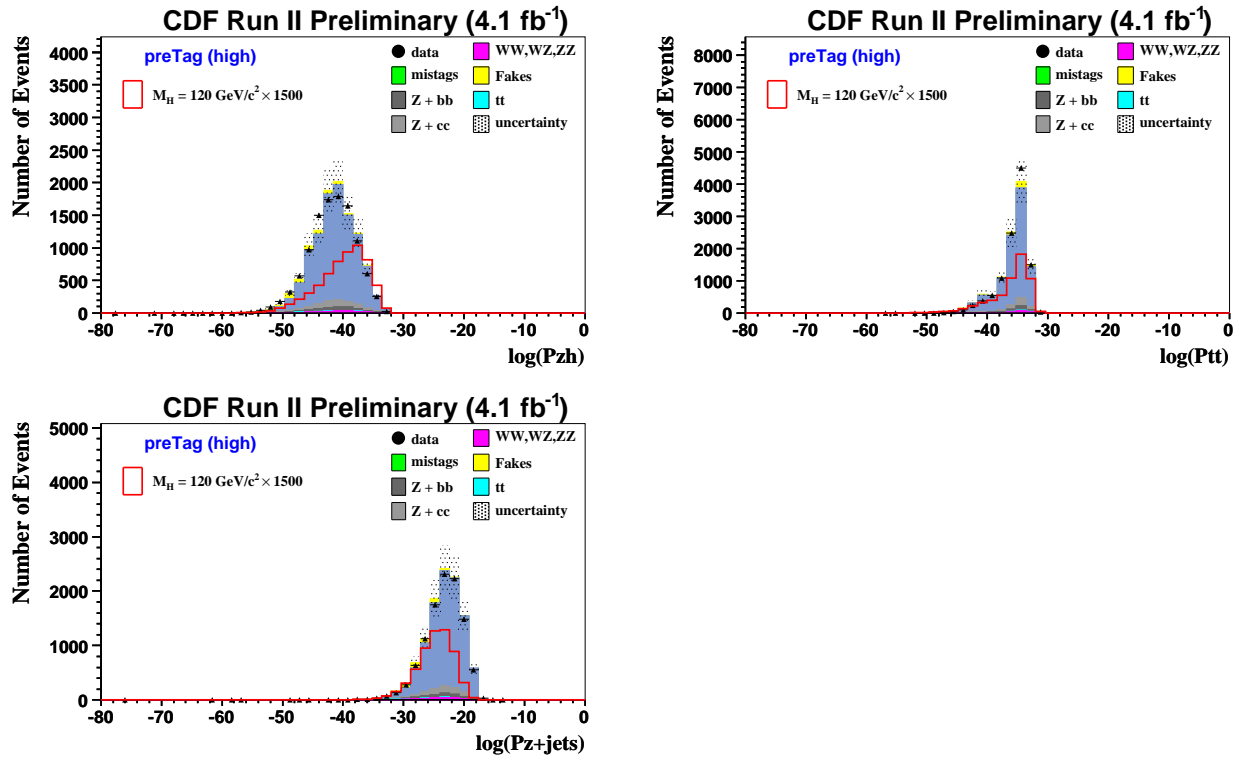 CDF Run II Preliminary (4.1 fb⁻¹)
Number of Events
4000
3500
3000
2500
2000
1500
1000
500
0
preTag (high)
M_H = 120 GeV/c² × 1500
data
mistags
Z + bb
Z + cc
WW,WZ,ZZ
Fakes
tt
uncertainty
-80 -70 -60 -50 -40 -30 -20 -10 0
log(Pzh)
CDF Run II Preliminary (4.1 fb⁻¹)
Number of Events
8000
7000
6000
5000
4000
3000
2000
1000
0
preTag (high)
M_H = 120 GeV/c² × 1500
data
mistags
Z + bb
Z + cc
WW,WZ,ZZ
Fakes
tt
uncertainty
-80 -70 -60 -50 -40 -30 -20 -10 0
log(Ptt)
CDF Run II Preliminary (4.1 fb⁻¹)
Number of Events
5000
4000
3000
2000
1000
0
preTag (high)
M_H = 120 GeV/c² × 1500
data
mistags
Z + bb
Z + cc
WW,WZ,ZZ
Fakes
tt
uncertainty
-80 -70 -60 -50 -40 -30 -20 -10 0
log(Pz+jets)